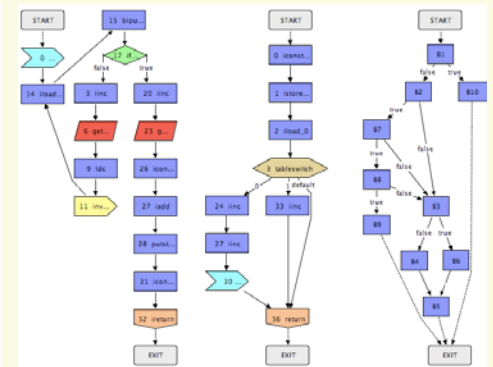 START
15 bipu...
0 ...
17 if...
false
true
14 iload...
3 iinc
20 iinc
6 get...
23 g...
9 ldc
26 icon...
11 inv...
27 iadd
28 putst...
31 icon...
32 ireturn
EXIT
START
0 iconst...
1 istore...
2 iload_0
3 tableswitch
0
1
default
24 iinc
33 iinc
27 iinc
30 ...
36 return
EXIT
START
B1
false
true
B2
B10
true
B7
false
true
false
B8
false
true
B3
B9
false
true
B4
B6
B5
EXIT